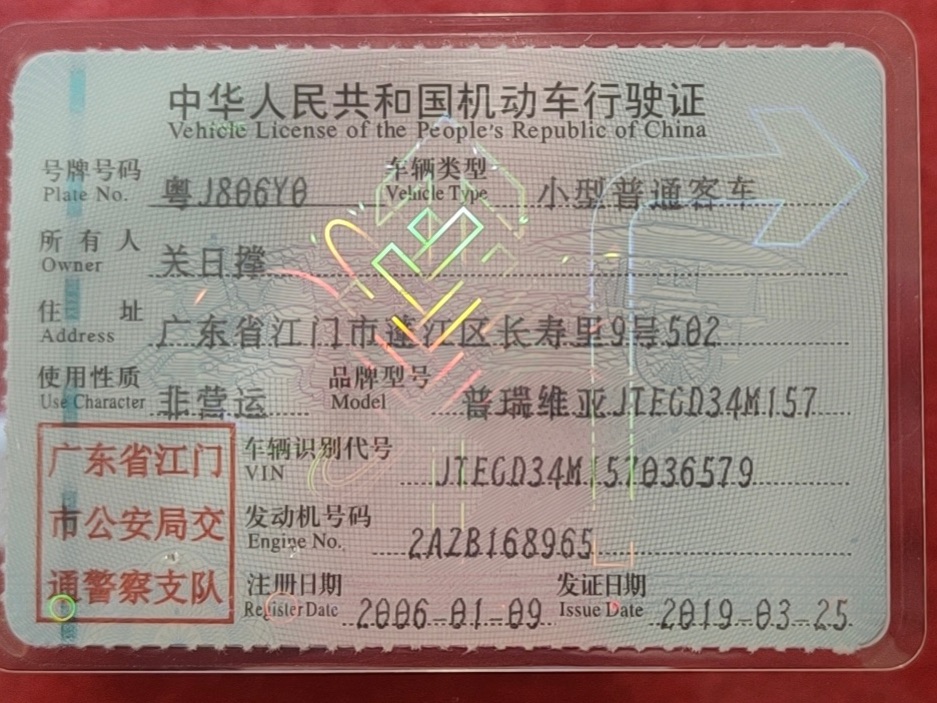 中华人民共和国机动车行驶证
Vehicle License of the People's Republic of China
号牌号码 粤J806Y0 车辆类型 小型普通客车
Plate No. Vehicle Type
所有人 关日撑
Owner
住址 广东省江门市蓬江区长寿里9号502
Address
使用性质 非营运 品牌型号 普瑞维亚JTEGD34M157
Use Character Model
广东省江门
市公安局交
通警察支队
车辆识别代号 JTEGD34M157036579
VIN
发动机号码 2AZB168965
Engine No.
注册日期 2006-01-09 发证日期 2019-03-25
Register Date Issue Date